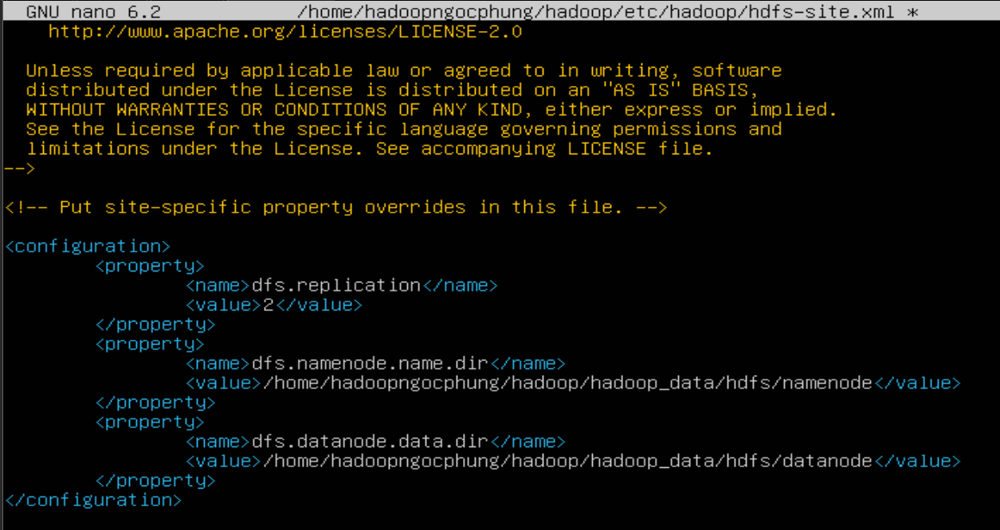 GNU nano 6.2 /home/hadoopngocphung/hadoop/etc/hadoop/hdfs-site.xml *
http://www.apache.org/licenses/LICENSE-2.0
Unless required by applicable law or agreed to in writing, software
distributed under the License is distributed on an "AS IS" BASIS,
WITHOUT WARRANTIES OR CONDITIONS OF ANY KIND, either express or implied.
See the License for the specific language governing permissions and
limitations under the License. See accompanying LICENSE file.
-->
<!-- Put site-specific property overrides in this file. -->
<configuration>
<property>
<name>dfs.replication</name>
<value>2</value>
</property>
<property>
<name>dfs.namenode.name.dir</name>
<value>/home/hadoopngocphung/hadoop/hadoop_data/hdfs/namenode</value>
</property>
<property>
<name>dfs.datanode.data.dir</name>
<value>/home/hadoopngocphung/hadoop/hadoop_data/hdfs/datanode</value>
</property>
</configuration>